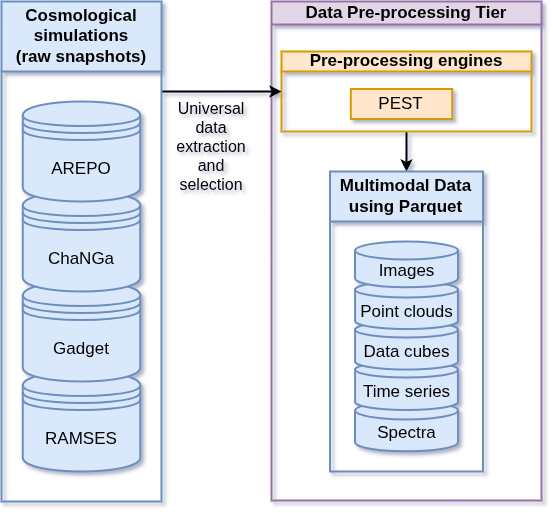 Cosmological
simulations
(raw snapshots)
AREPO
ChaNGa
Gadget
RAMSES
Universal
data
extraction
and
selection
Data Pre-processing Tier
Pre-processing engines
PEST
Multimodal Data
using Parquet
Images
Point clouds
Data cubes
Time series
Spectra